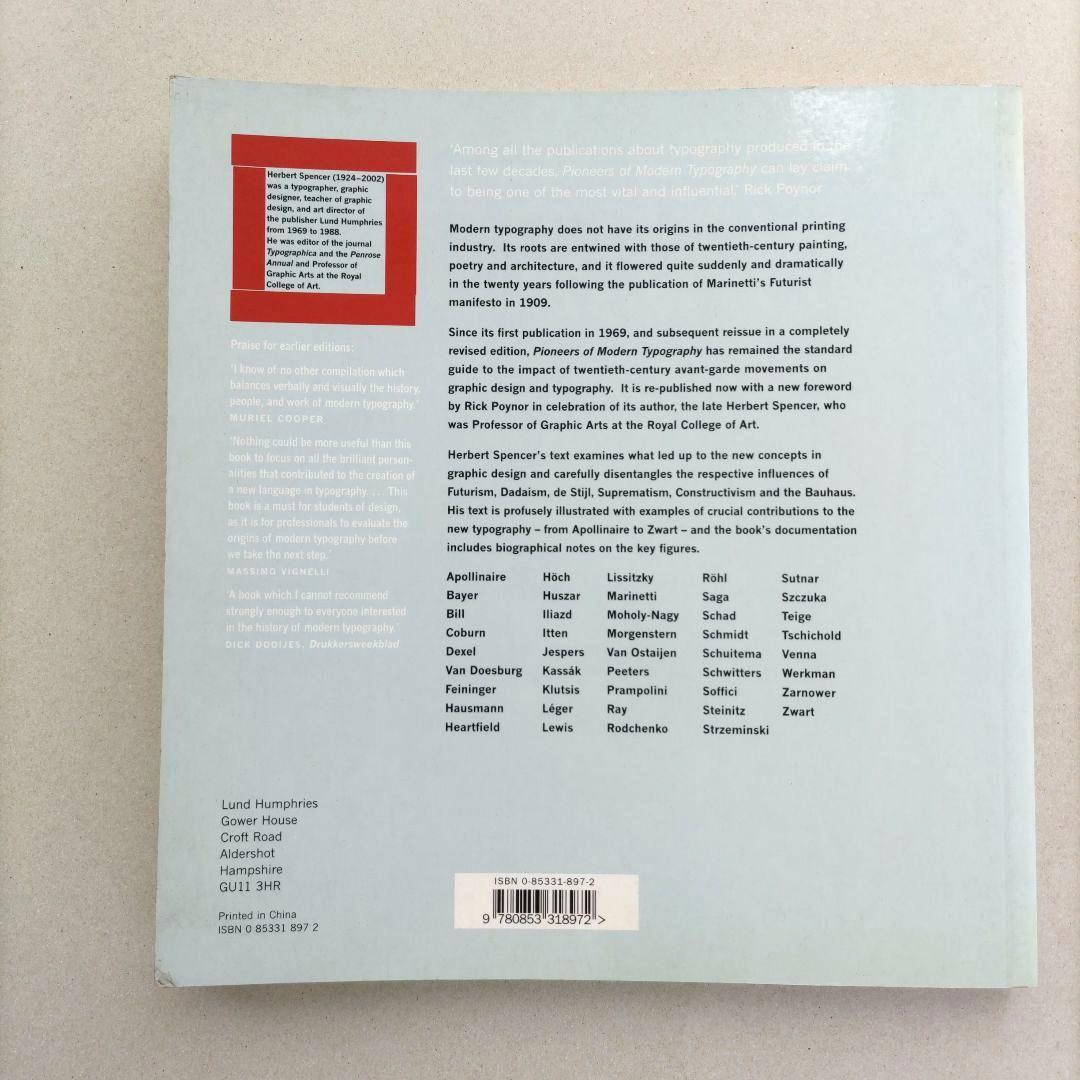 Herbert Spencer (1924–2002)
was a typographer, graphic
designer, teacher of graphic
design, and art director of
the publisher Lund Humphries
from 1969 to 1988.
He was editor of the journal
Typographica and the Penrose
Annual and Professor of
Graphic Arts at the Royal
College of Art.
Praise for earlier editions:
'I know of no other compilation which
balances verbally and visually the history,
people, and work of modern typography.'
MURIEL COOPER
'Nothing could be more useful than this
book to focus on all the brilliant person-
alities that contributed to the creation of
a new language in typography. ... This
book is a must for students of design,
as it is for professionals to evaluate the
origins of modern typography before
we take the next step.'
MASSIMO VIGNELLI
'A book which I cannot recommend
strongly enough to everyone interested
in the history of modern typography.'
DICK DOOIJES, Drukkersweekblad
'Among all the publications about typography produced in the
last few decades, Pioneers of Modern Typography can lay claim
to being one of the most vital and influential.' Rick Poynor
Modern typography does not have its origins in the conventional printing
industry. Its roots are entwined with those of twentieth-century painting,
poetry and architecture, and it flowered quite suddenly and dramatically
in the twenty years following the publication of Marinetti's Futurist
manifesto in 1909.
Since its first publication in 1969, and subsequent reissue in a completely
revised edition, Pioneers of Modern Typography has remained the standard
guide to the impact of twentieth-century avant-garde movements on
graphic design and typography. It is re-published now with a new foreword
by Rick Poynor in celebration of its author, the late Herbert Spencer, who
was Professor of Graphic Arts at the Royal College of Art.
Herbert Spencer's text examines what led up to the new concepts in
graphic design and carefully disentangles the respective influences of
Futurism, Dadaism, de Stijl, Suprematism, Constructivism and the Bauhaus.
His text is profusely illustrated with examples of crucial contributions to the
new typography – from Apollinaire to Zwart – and the book's documentation
includes biographical notes on the key figures.
Apollinaire
Bayer
Bill
Coburn
Dexel
Van Doesburg
Feininger
Hausmann
Heartfield
Höch
Huszar
Iliazd
Itten
Jespers
Kassák
Klutsis
Léger
Lewis
Lissitzky
Marinetti
Moholy-Nagy
Morgenstern
Van Ostaijen
Peeters
Prampolini
Ray
Rodchenko
Röhl
Saga
Schad
Schmidt
Schuitema
Schwitters
Soffici
Steinitz
Strzeminski
Sutnar
Szczuka
Teige
Tschichold
Venna
Werkman
Zarnower
Zwart
Lund Humphries
Gower House
Croft Road
Aldershot
Hampshire
GU11 3HR
Printed in China
ISBN 0 85331 897 2
ISBN 0-85331-897-2
9 780853 318972 >